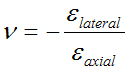 ν = − ε_lateral / ε_axial